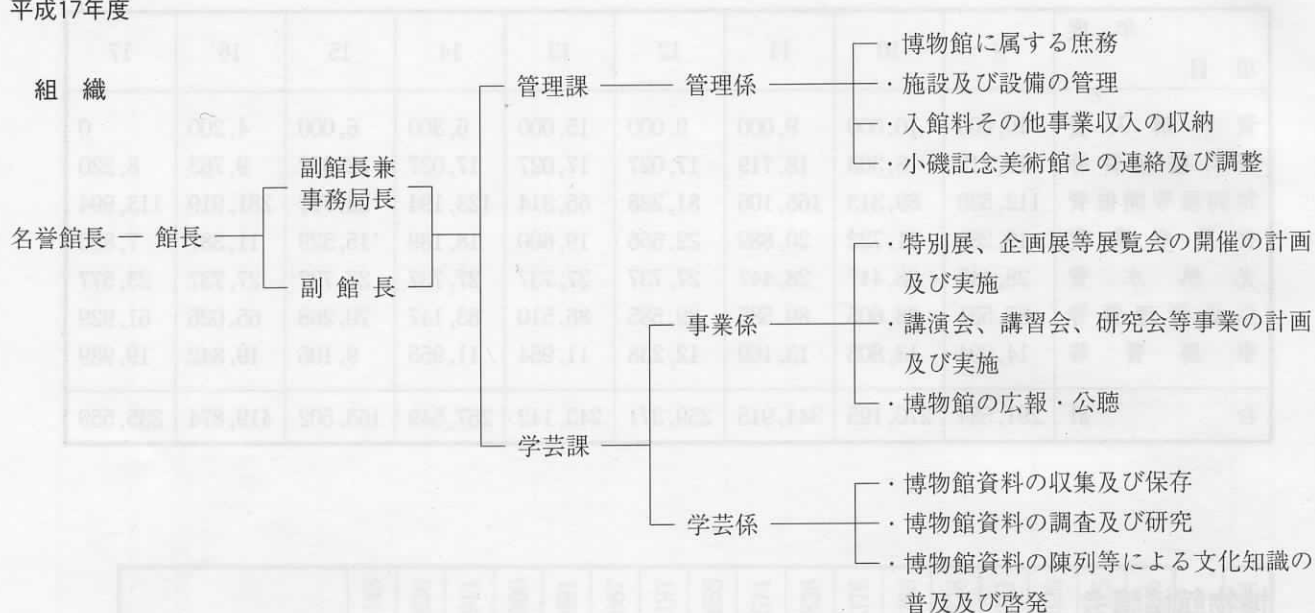 平成17年度
組　織
名誉館長
館長
副館長兼
事務局長
副 館 長
管理課
管理係
・博物館に属する庶務
・施設及び設備の管理
・入館料その他事業収入の収納
・小磯記念美術館との連絡及び調整
学芸課
事業係
・特別展、企画展等展覧会の開催の計画
及び実施
・講演会、講習会、研究会等事業の計画
及び実施
・博物館の広報・公聴
学芸係
・博物館資料の収集及び保存
・博物館資料の調査及び研究
・博物館資料の陳列等による文化知識の
普及及び啓発